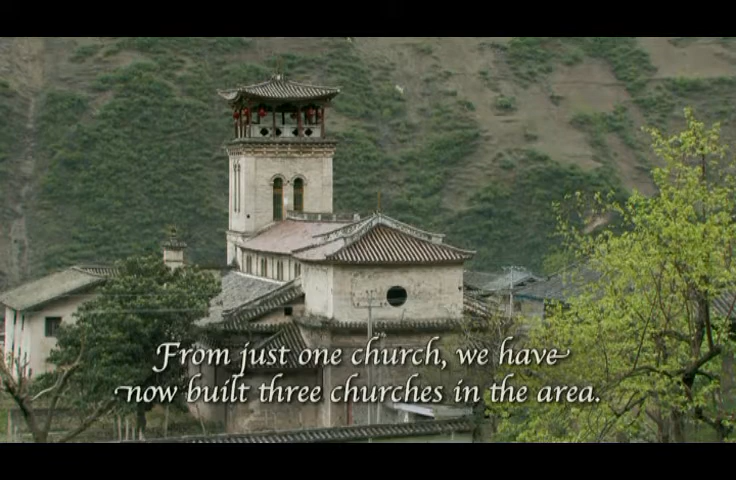 From just one church, we have
now built three churches in the area.